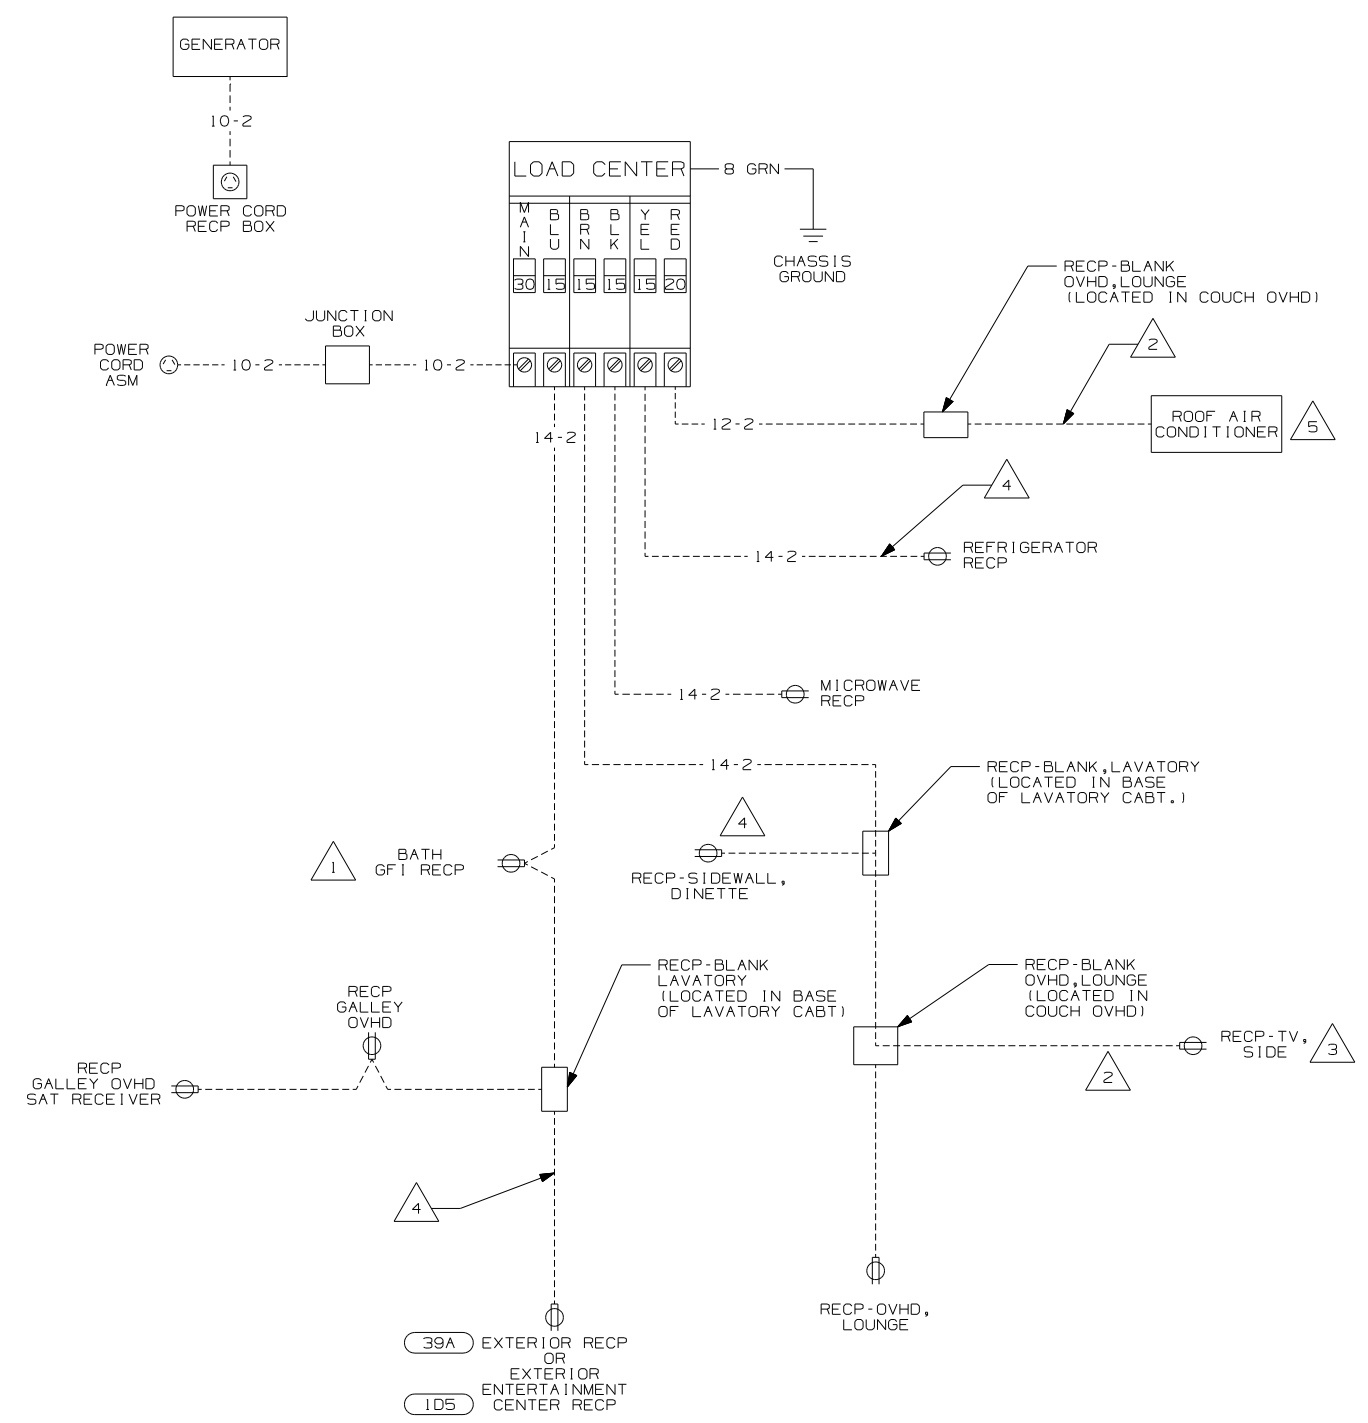 GENERATOR
10-2
POWER CORD
RECP BOX
LOAD CENTER
8 GRN
CHASSIS
GROUND
MAIN
BLU
BRN
BLK
YEL
RED
30
15
15
15
15
20
JUNCTION
BOX
POWER
CORD
ASM
10-2
10-2
RECP-BLANK
OVHD,LOUNGE
(LOCATED IN COUCH OVHD)
2
14-2
12-2
ROOF AIR
CONDITIONER
5
4
14-2
REFRIGERATOR
RECP
14-2
MICROWAVE
RECP
14-2
RECP-BLANK,LAVATORY
(LOCATED IN BASE
OF LAVATORY CABT.)
4
1
BATH
GFI RECP
RECP-SIDEWALL,
DINETTE
RECP-BLANK
LAVATORY
(LOCATED IN BASE
OF LAVATORY CABT)
RECP-BLANK
OVHD,LOUNGE
(LOCATED IN
COUCH OVHD)
RECP
GALLEY
OVHD
RECP-TV,
SIDE
3
2
RECP
GALLEY OVHD
SAT RECEIVER
4
RECP-OVHD,
LOUNGE
39A
EXTERIOR RECP
OR
EXTERIOR
ENTERTAINMENT
CENTER RECP
1D5